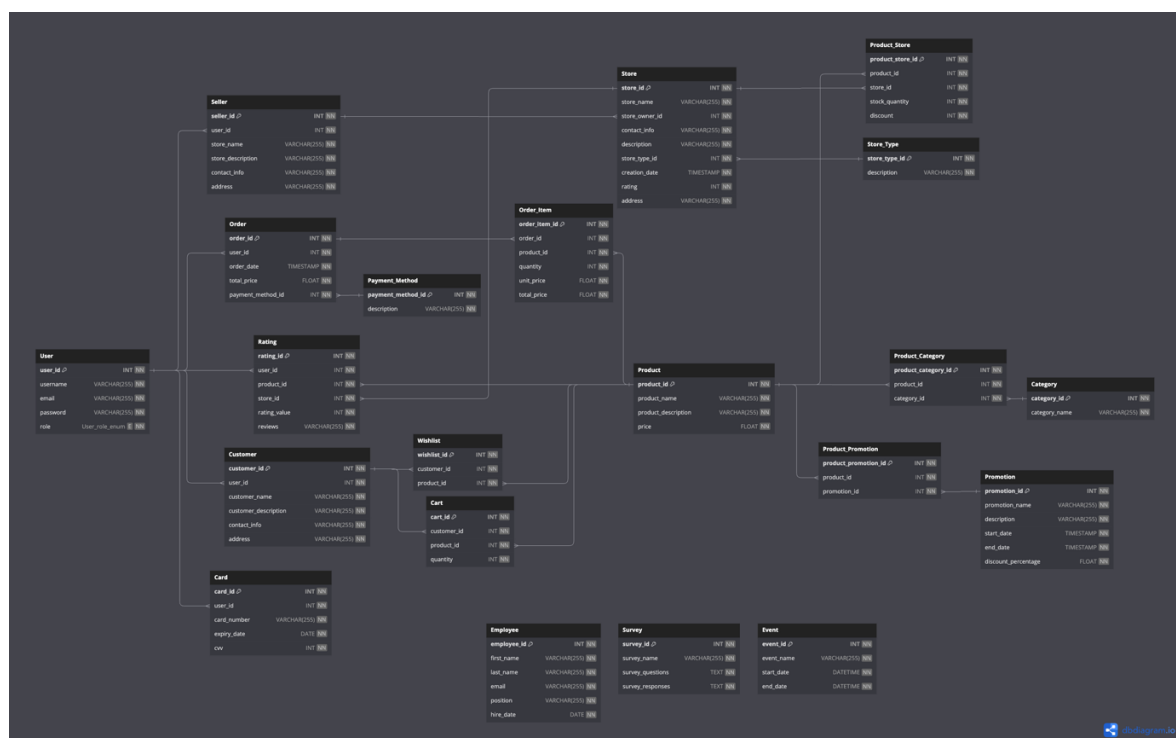 Product_Store
product_store_id INT NN
product_id INT NN
store_id INT NN
stock_quantity INT NN
discount INT NN
Store
store_id INT NN
store_name VARCHAR(255) NN
store_owner_id INT NN
contact_info VARCHAR(255) NN
description VARCHAR(255) NN
store_type_id INT NN
creation_date TIMESTAMP NN
rating INT NN
address VARCHAR(255) NN
Seller
seller_id INT NN
user_id INT NN
store_name VARCHAR(255) NN
store_description VARCHAR(255) NN
contact_info VARCHAR(255) NN
address VARCHAR(255) NN
Store_Type
store_type_id INT NN
description VARCHAR(255) NN
Order
order_id INT NN
user_id INT NN
order_date TIMESTAMP NN
total_price FLOAT NN
payment_method_id INT NN
Order_Item
order_item_id INT NN
order_id INT NN
product_id INT NN
quantity INT NN
unit_price FLOAT NN
total_price FLOAT NN
Payment_Method
payment_method_id INT NN
description VARCHAR(255) NN
User
user_id INT NN
username VARCHAR(255) NN
email VARCHAR(255) NN
password VARCHAR(255) NN
role User_role_enum E NN
Rating
rating_id INT NN
user_id INT NN
product_id INT NN
store_id INT NN
rating_value INT NN
reviews VARCHAR(255) NN
Product
product_id INT NN
product_name VARCHAR(255) NN
product_description VARCHAR(255) NN
price FLOAT NN
Product_Category
product_category_id INT NN
product_id INT NN
category_id INT NN
Category
category_id INT NN
category_name VARCHAR(255) NN
Customer
customer_id INT NN
user_id INT NN
customer_name VARCHAR(255) NN
customer_description VARCHAR(255) NN
contact_info VARCHAR(255) NN
address VARCHAR(255) NN
Wishlist
wishlist_id INT NN
customer_id INT NN
product_id INT NN
Cart
cart_id INT NN
customer_id INT NN
product_id INT NN
quantity INT NN
Product_Promotion
product_promotion_id INT NN
product_id INT NN
promotion_id INT NN
Promotion
promotion_id INT NN
promotion_name VARCHAR(255) NN
description VARCHAR(255) NN
start_date TIMESTAMP NN
end_date TIMESTAMP NN
discount_percentage FLOAT NN
Card
card_id INT NN
user_id INT NN
card_number VARCHAR(255) NN
expiry_date DATE NN
cvv INT NN
Employee
employee_id INT NN
first_name VARCHAR(255) NN
last_name VARCHAR(255) NN
email VARCHAR(255) NN
position VARCHAR(255) NN
hire_date DATE NN
Survey
survey_id INT NN
survey_name VARCHAR(255) NN
survey_questions TEXT NN
survey_responses TEXT NN
Event
event_id INT NN
event_name VARCHAR(255) NN
start_date DATETIME NN
end_date DATETIME NN
dbdiagram.io